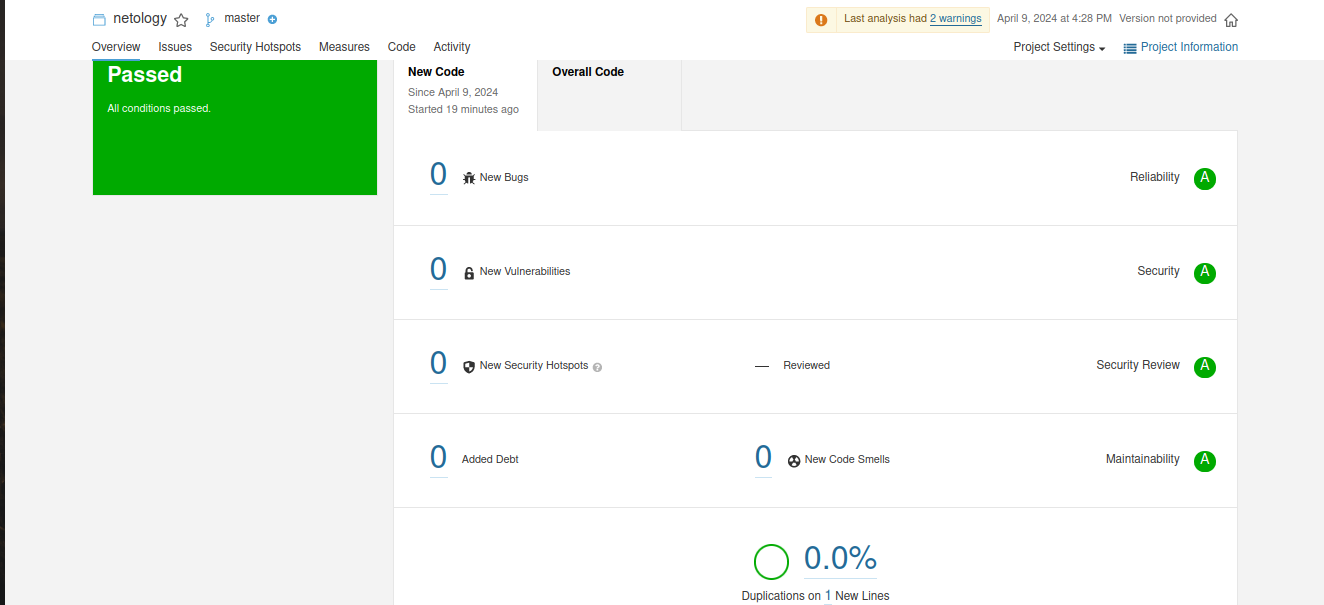 netology master Last analysis had 2 warnings April 9, 2024 at 4:28 PM Version not provided
Overview Issues Security Hotspots Measures Code Activity Project Settings Project Information
Passed
All conditions passed.
New Code
Since April 9, 2024
Started 19 minutes ago
Overall Code
0 New Bugs Reliability A
0 New Vulnerabilities Security A
0 New Security Hotspots ? — Reviewed Security Review A
0 Added Debt 0 New Code Smells Maintainability A
0.0%
Duplications on 1 New Lines